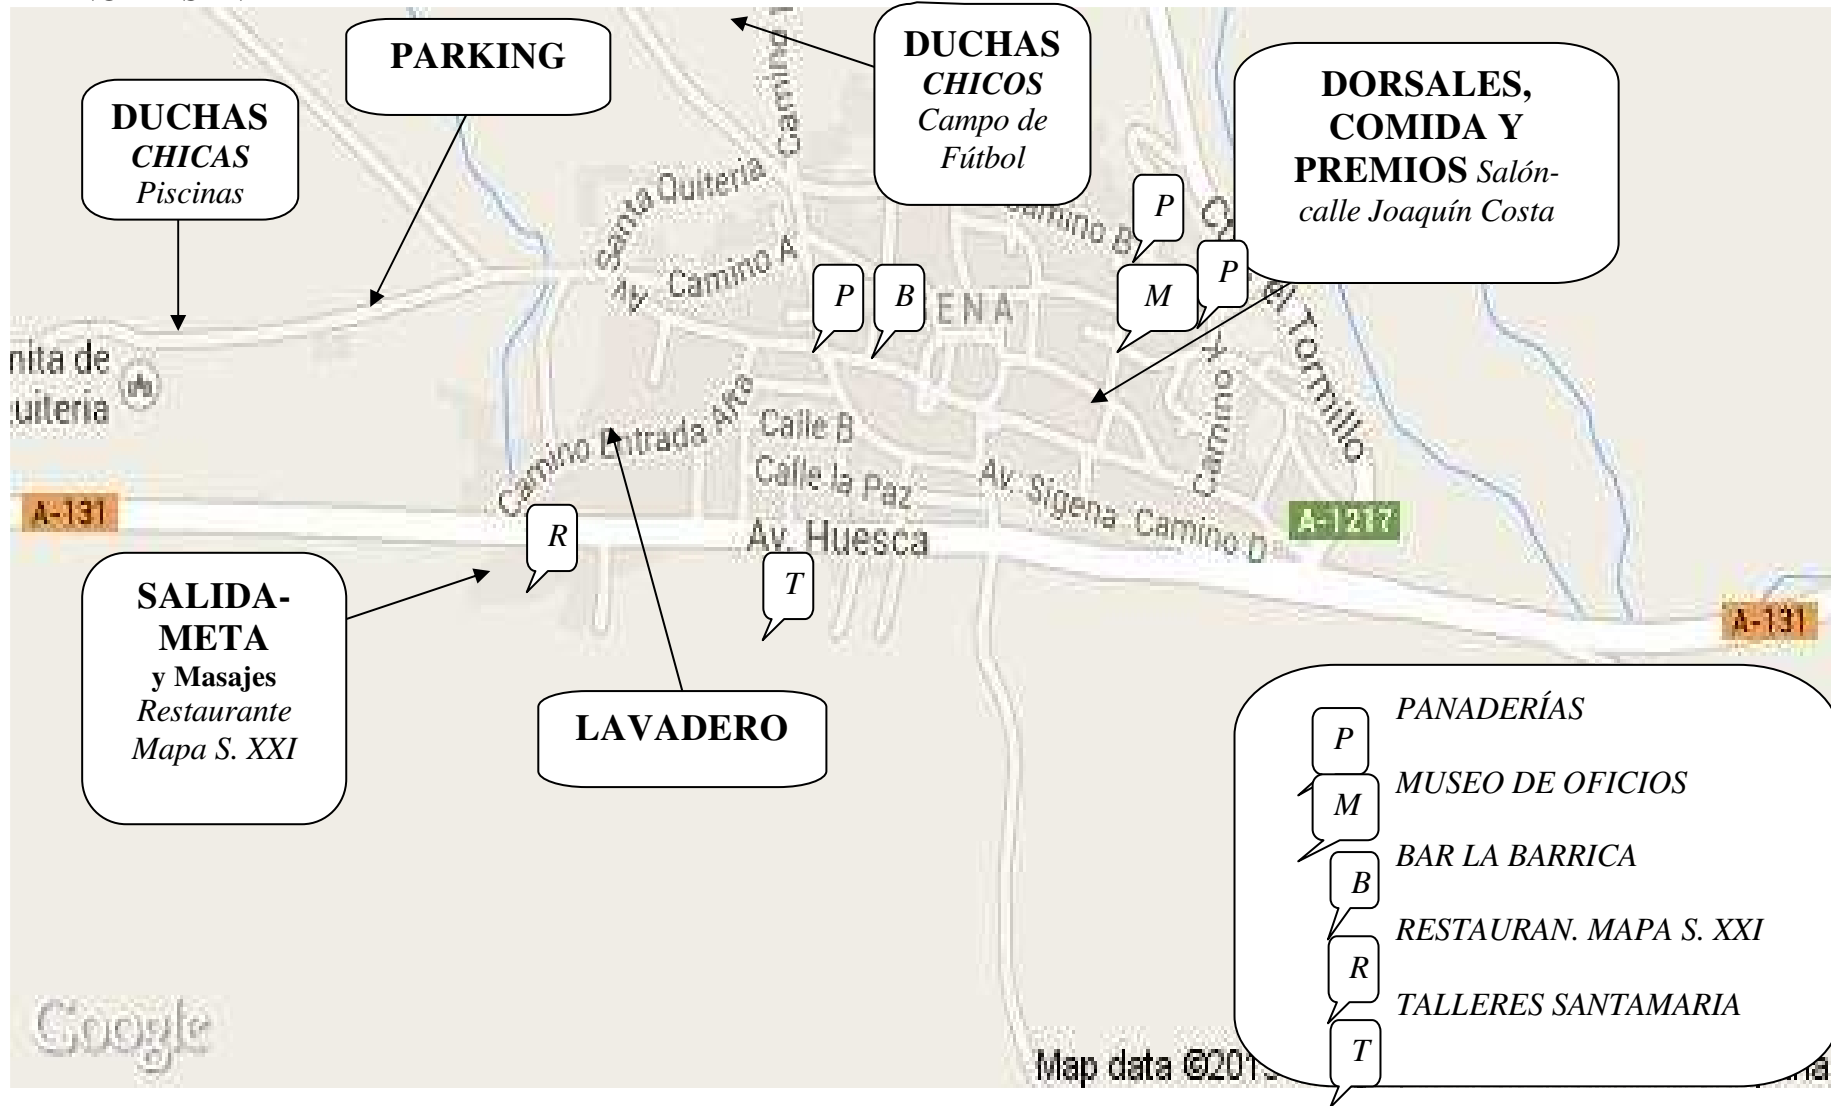 PARKING
DUCHAS
CHICAS
Piscinas
DUCHAS
CHICOS
Campo de
Fútbol
DORSALES,
COMIDA Y
PREMIOS Salón-
calle Joaquín Costa
Santa Quiteria
Camino A
Av.
Camino B
P
P
B
ENA
M
P
el Tormillo
Camino
nita de
uiteria
Camino Entrada Alta
Calle B
Calle la Paz
Av. Sigena
Camino D
A-131
R
Av. Huesca
A-1217
T
A-131
SALIDA-
META
y Masajes
Restaurante
Mapa S. XXI
LAVADERO
P
PANADERÍAS
M
MUSEO DE OFICIOS
B
BAR LA BARRICA
R
RESTAURAN. MAPA S. XXI
T
TALLERES SANTAMARIA
Google
Map data ©201